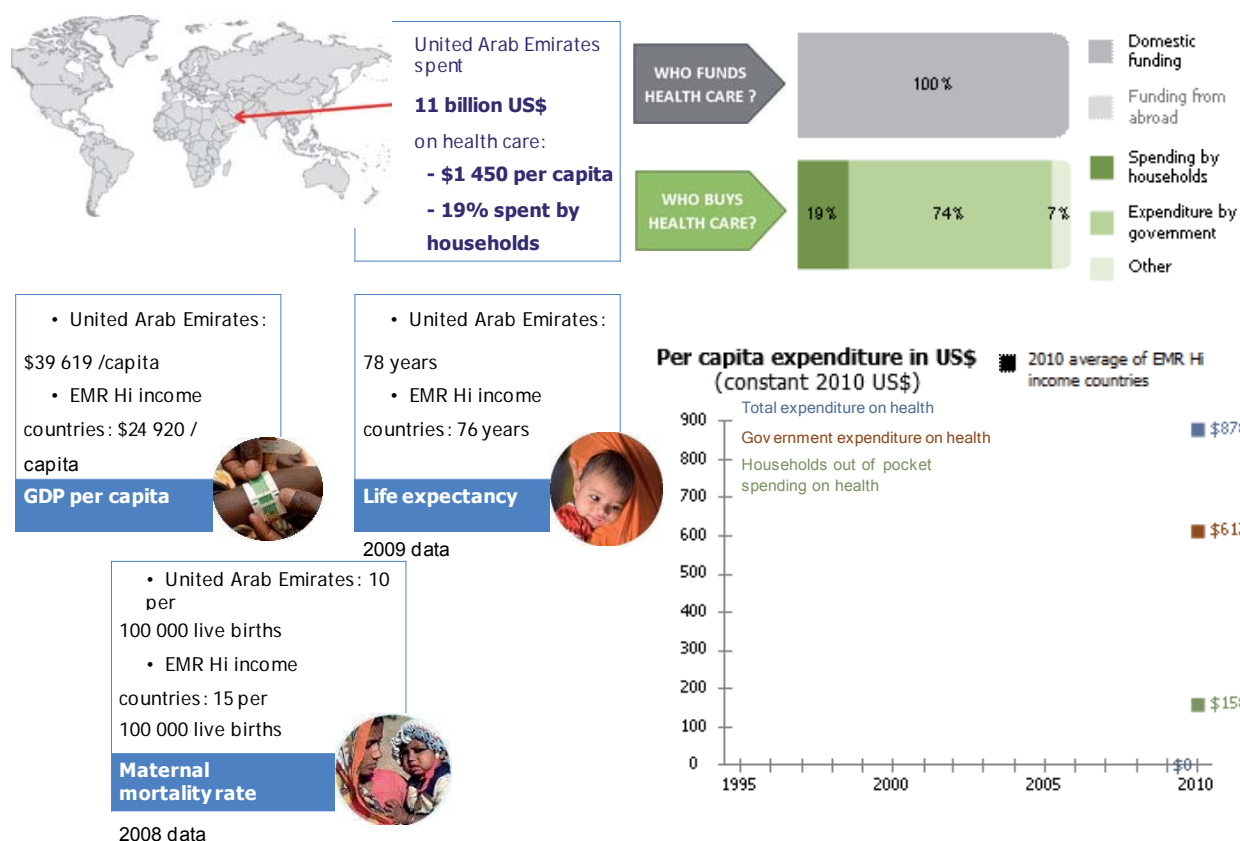 United Arab Emirates
spent
11 billion US$
on health care:
- $1 450 per capita
- 19% spent by
households
WHO FUNDS
HEALTH CARE ?
100%
Domestic
funding
Funding from
abroad
WHO BUYS
HEALTH CARE?
19%
74%
7%
Spending by
households
Expenditure by
government
Other
• United Arab Emirates:
$39 619 /capita
• EMR Hi income
countries: $24 920 /
capita
GDP per capita
• United Arab Emirates:
78 years
• EMR Hi income
countries: 76 years
Life expectancy
2009 data
• United Arab Emirates: 10
per
100 000 live births
• EMR Hi income
countries: 15 per
100 000 live births
Maternal
mortality rate
2008 data
Per capita expenditure in US$
(constant 2010 US$)
2010 average of EMR Hi
income countries
Total expenditure on health
Government expenditure on health
Households out of pocket
spending on health
900
800
700
600
500
400
300
200
100
0
$878
$612
$158
$0
1995
2000
2005
2010